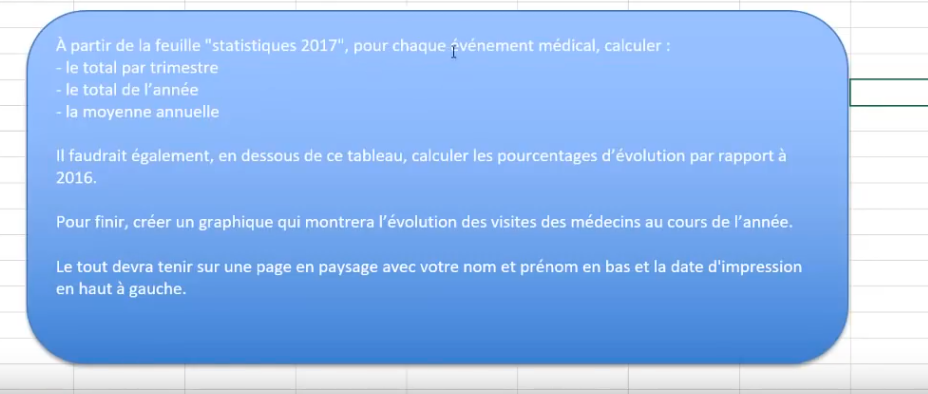 À partir de la feuille "statistiques 2017", pour chaque événement médical, calculer :
- le total par trimestre
- le total de l’année
- la moyenne annuelle
Il faudrait également, en dessous de ce tableau, calculer les pourcentages d’évolution par rapport à
2016.
Pour finir, créer un graphique qui montrera l’évolution des visites des médecins au cours de l’année.
Le tout devra tenir sur une page en paysage avec votre nom et prénom en bas et la date d'impression
en haut à gauche.